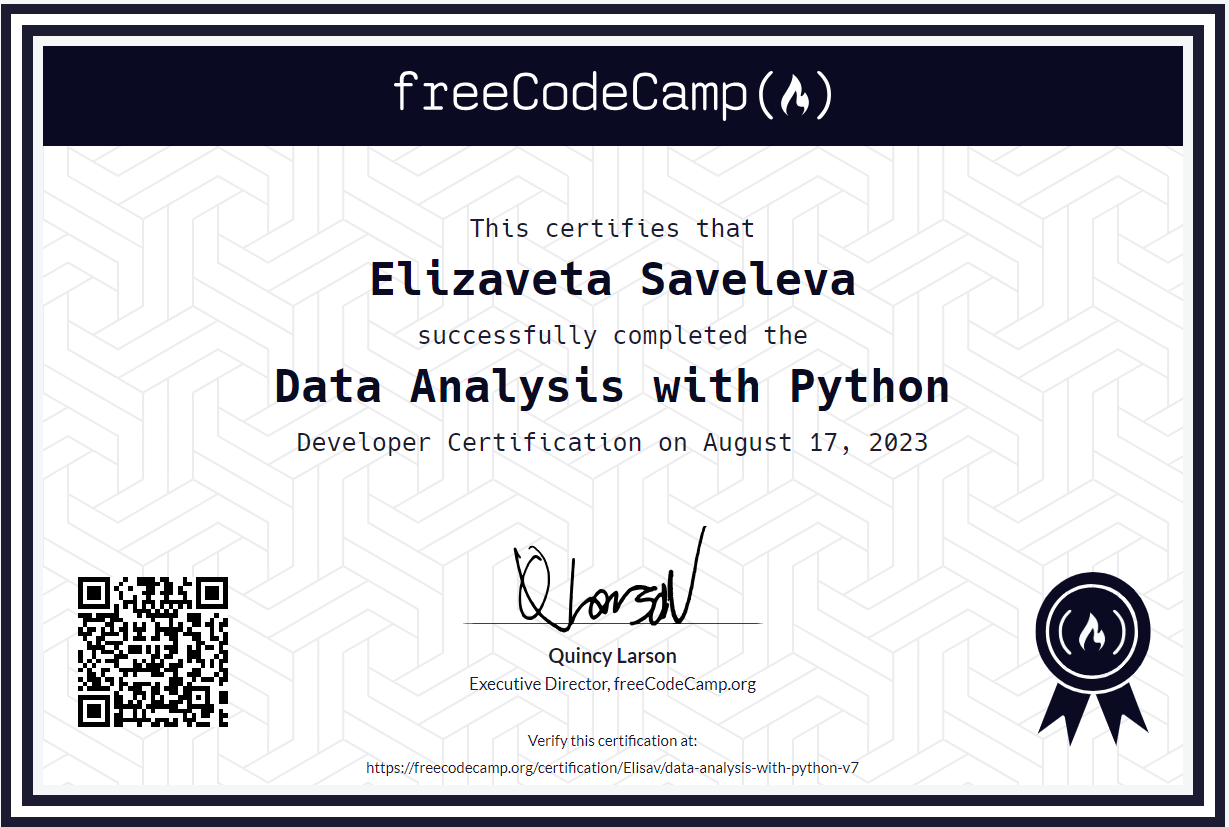 freeCodeCamp
This certifies that
Elizaveta Saveleva
successfully completed the
Data Analysis with Python
Developer Certification on August 17, 2023
Q Larson
Quincy Larson
Executive Director, freeCodeCamp.org
Verify this certification at:
https://freecodecamp.org/certification/Elisav/data-analysis-with-python-v7